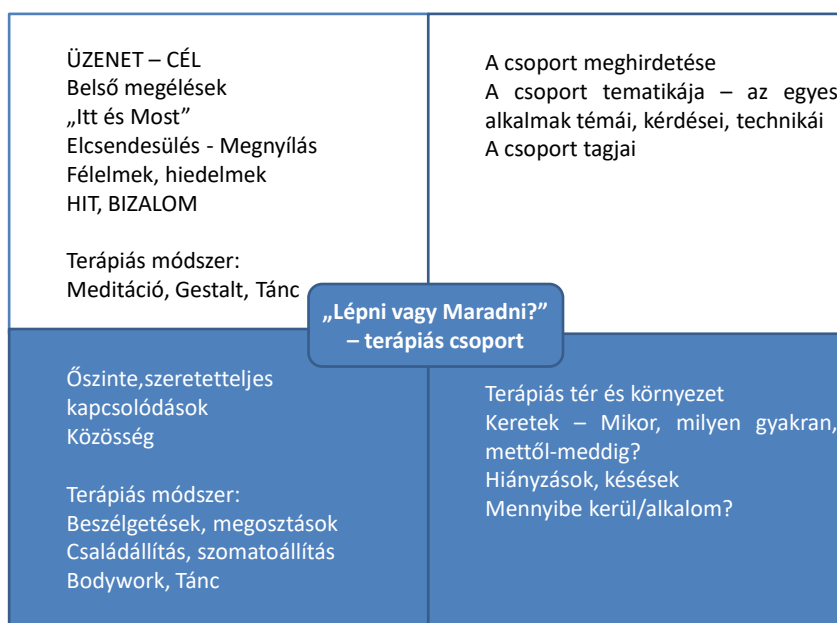 ÜZENET – CÉL
Belső megélések
„Itt és Most”
Elcsendesülés - Megnyílás
Félelmek, hiedelmek
HIT, BIZALOM
Terápiás módszer:
Meditáció, Gestalt, Tánc
A csoport meghirdetése
A csoport tematikája – az egyes
alkalmak témái, kérdései, technikái
A csoport tagjai
„Lépni vagy Maradni?”
– terápiás csoport
Őszinte,szeretetteljes
kapcsolódások
Közösség
Terápiás módszer:
Beszélgetések, megosztások
Családállítás, szomatoállítás
Bodywork, Tánc
Terápiás tér és környezet
Keretek – Mikor, milyen gyakran,
mettől-meddig?
Hiányzások, késések
Mennyibe kerül/alkalom?